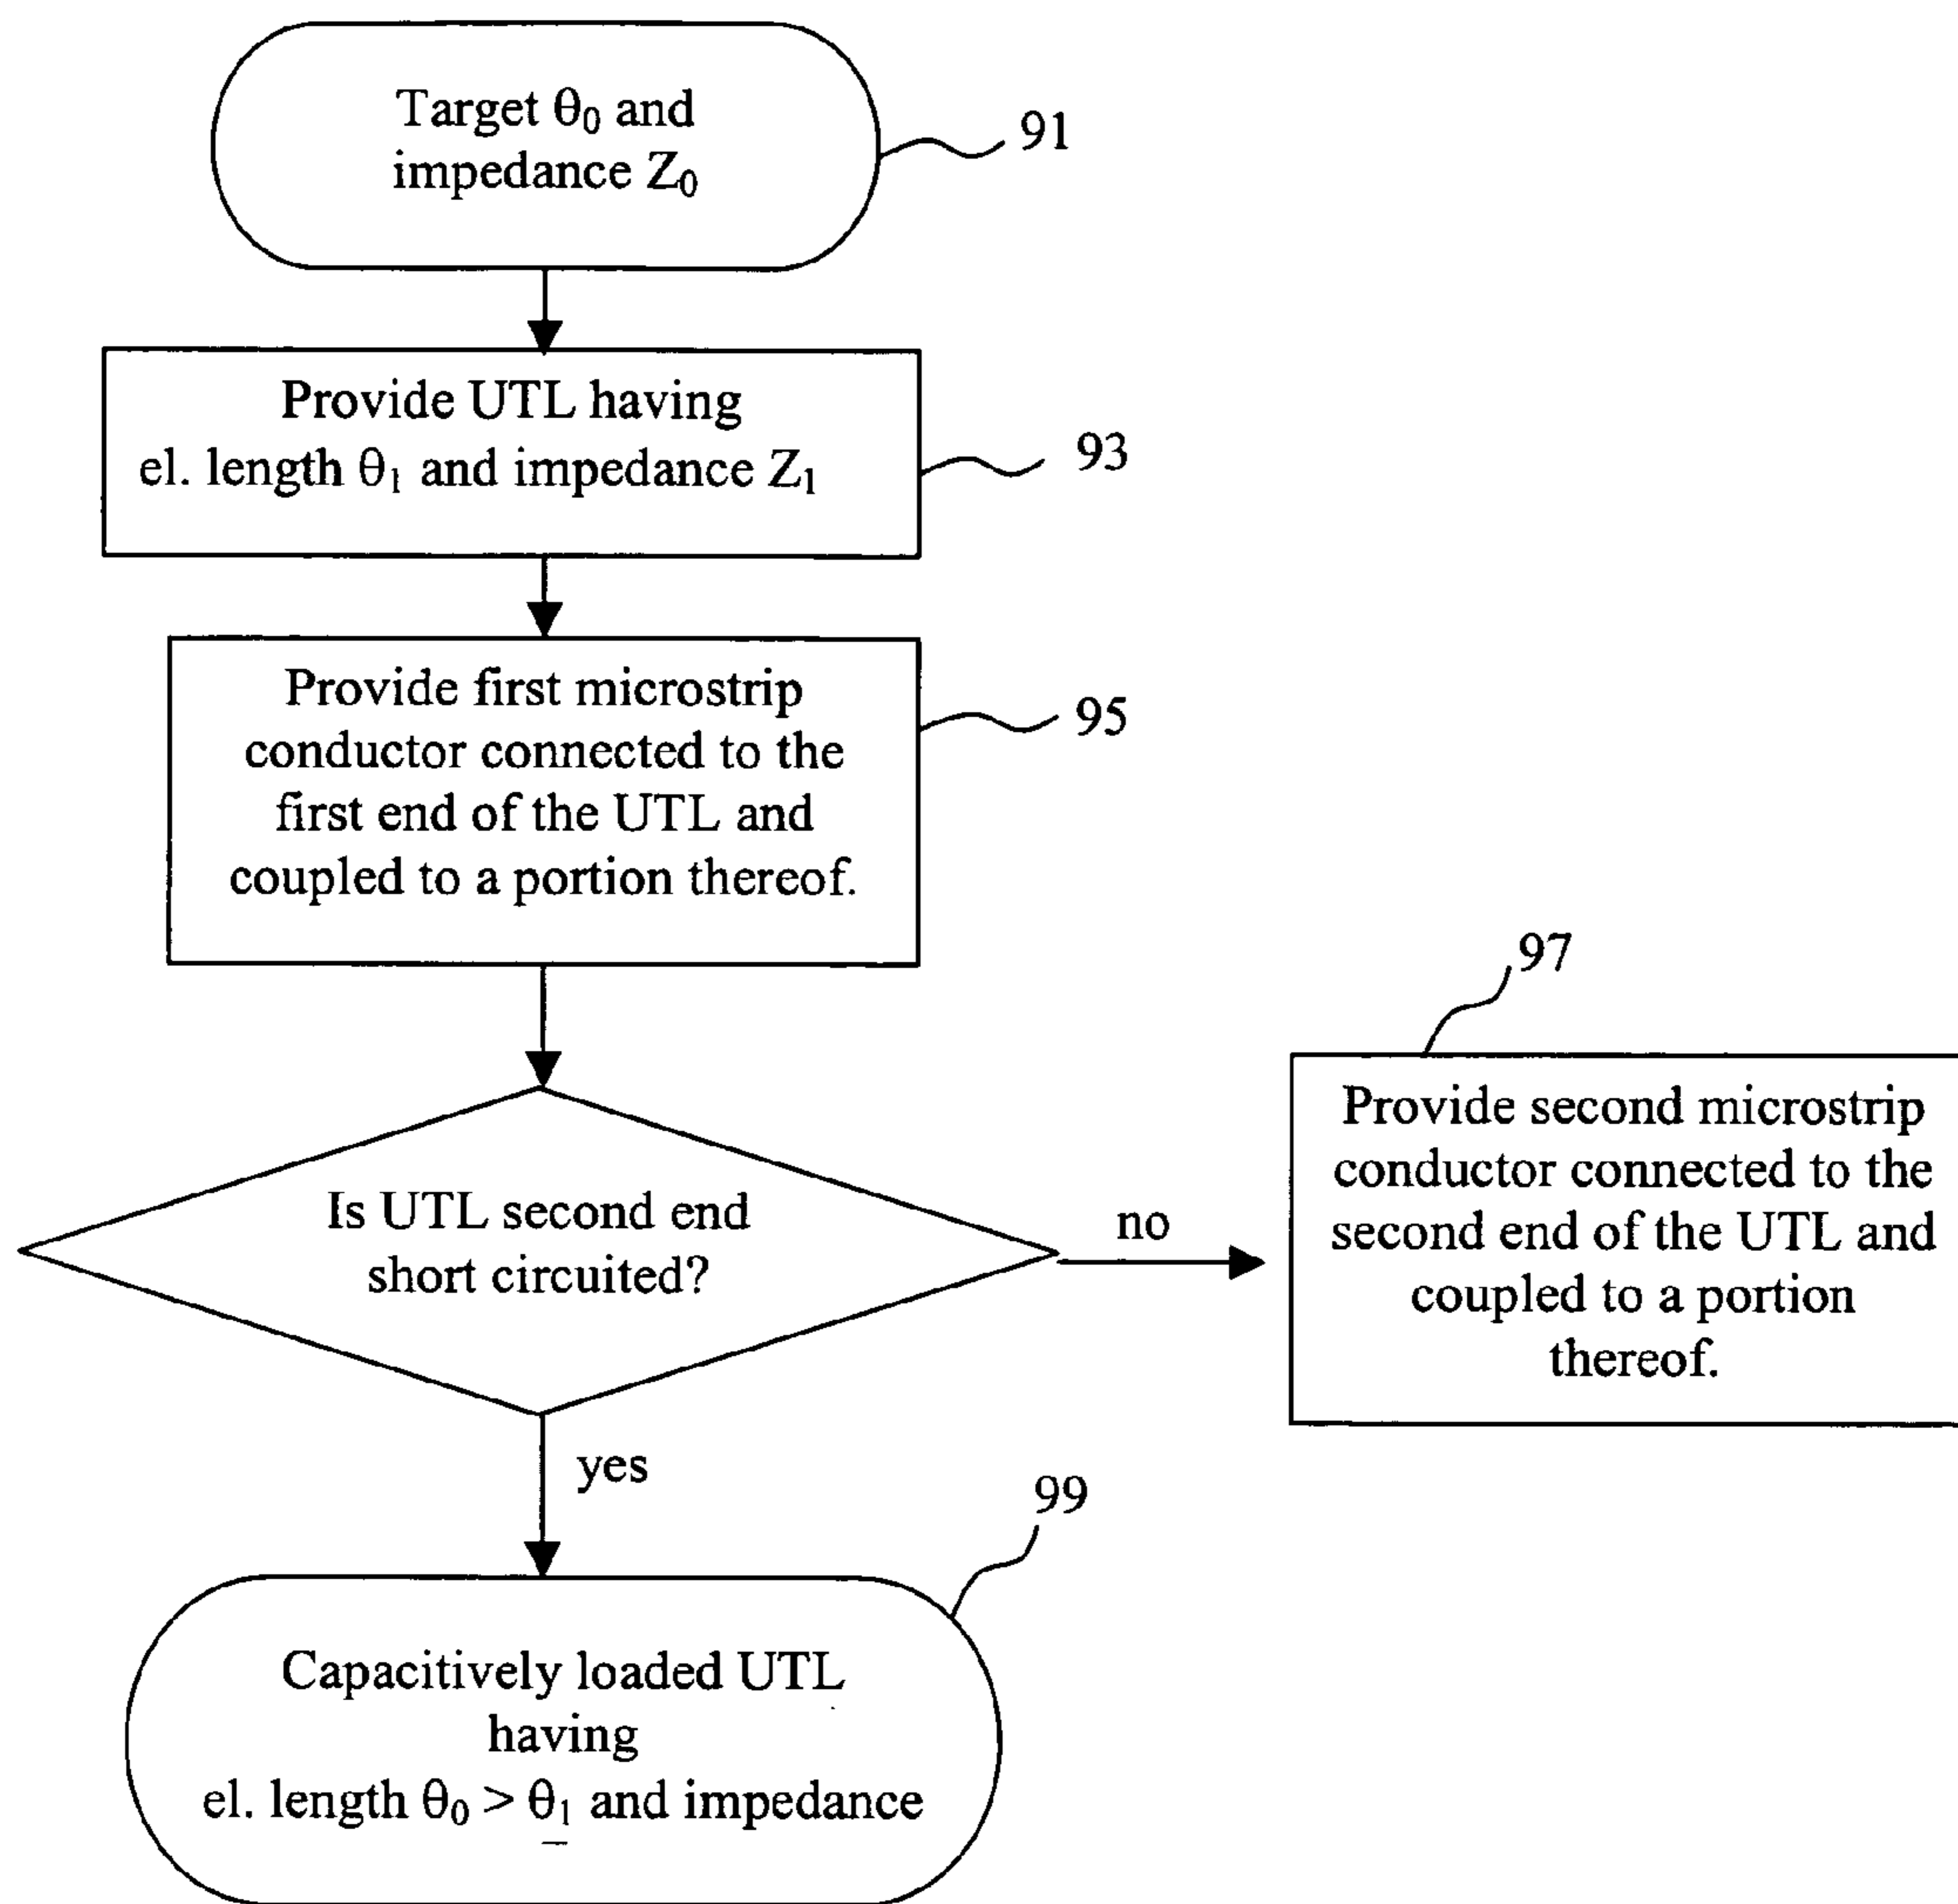 Target θ₀ and
impedance Z₀
91
Provide UTL having
el. length θ₁ and impedance Z₁
93
Provide first microstrip
conductor connected to the
first end of the UTL and
coupled to a portion thereof.
95
Is UTL second end
short circuited?
no
97
Provide second microstrip
conductor connected to the
second end of the UTL and
coupled to a portion
thereof.
yes
99
Capacitively loaded UTL
having
el. length θ₀ > θ₁ and impedance